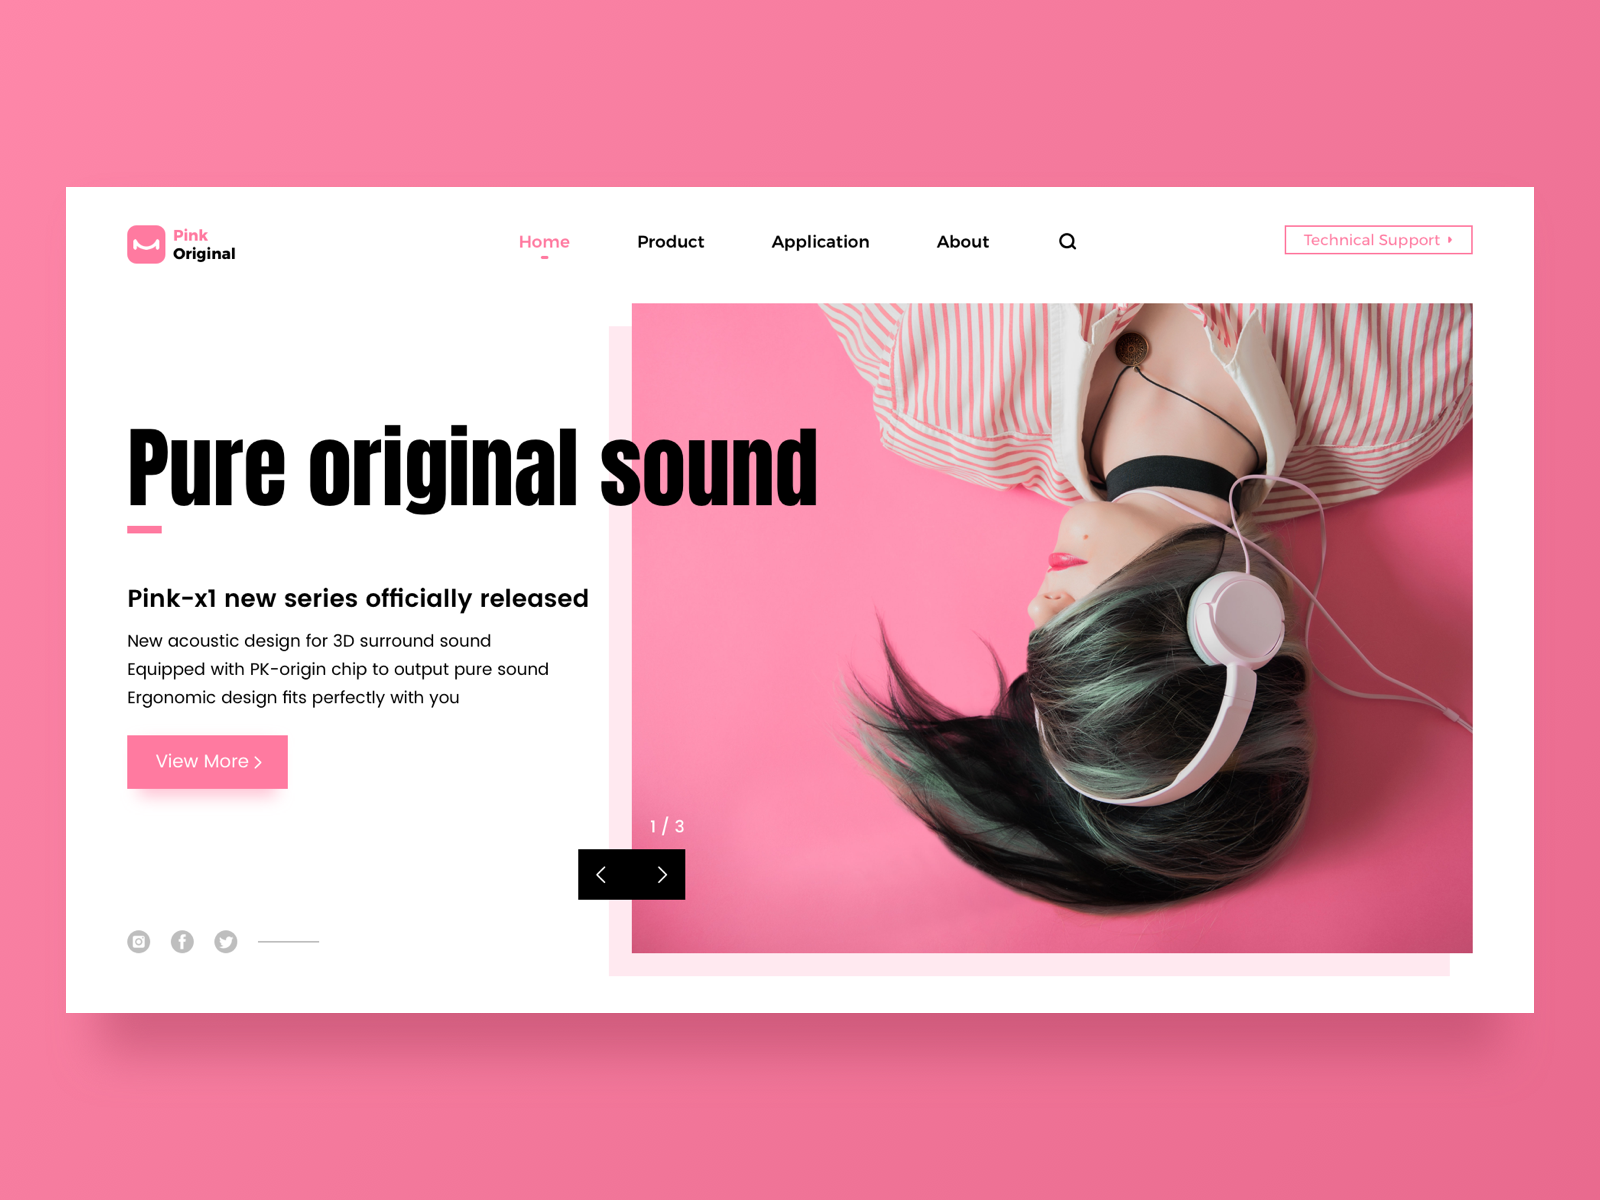 Pink
Original
Home
Product
Application
About
Technical Support
Pure original sound
Pink-x1 new series officially released
New acoustic design for 3D surround sound
Equipped with PK-origin chip to output pure sound
Ergonomic design fits perfectly with you
View More
1 / 3